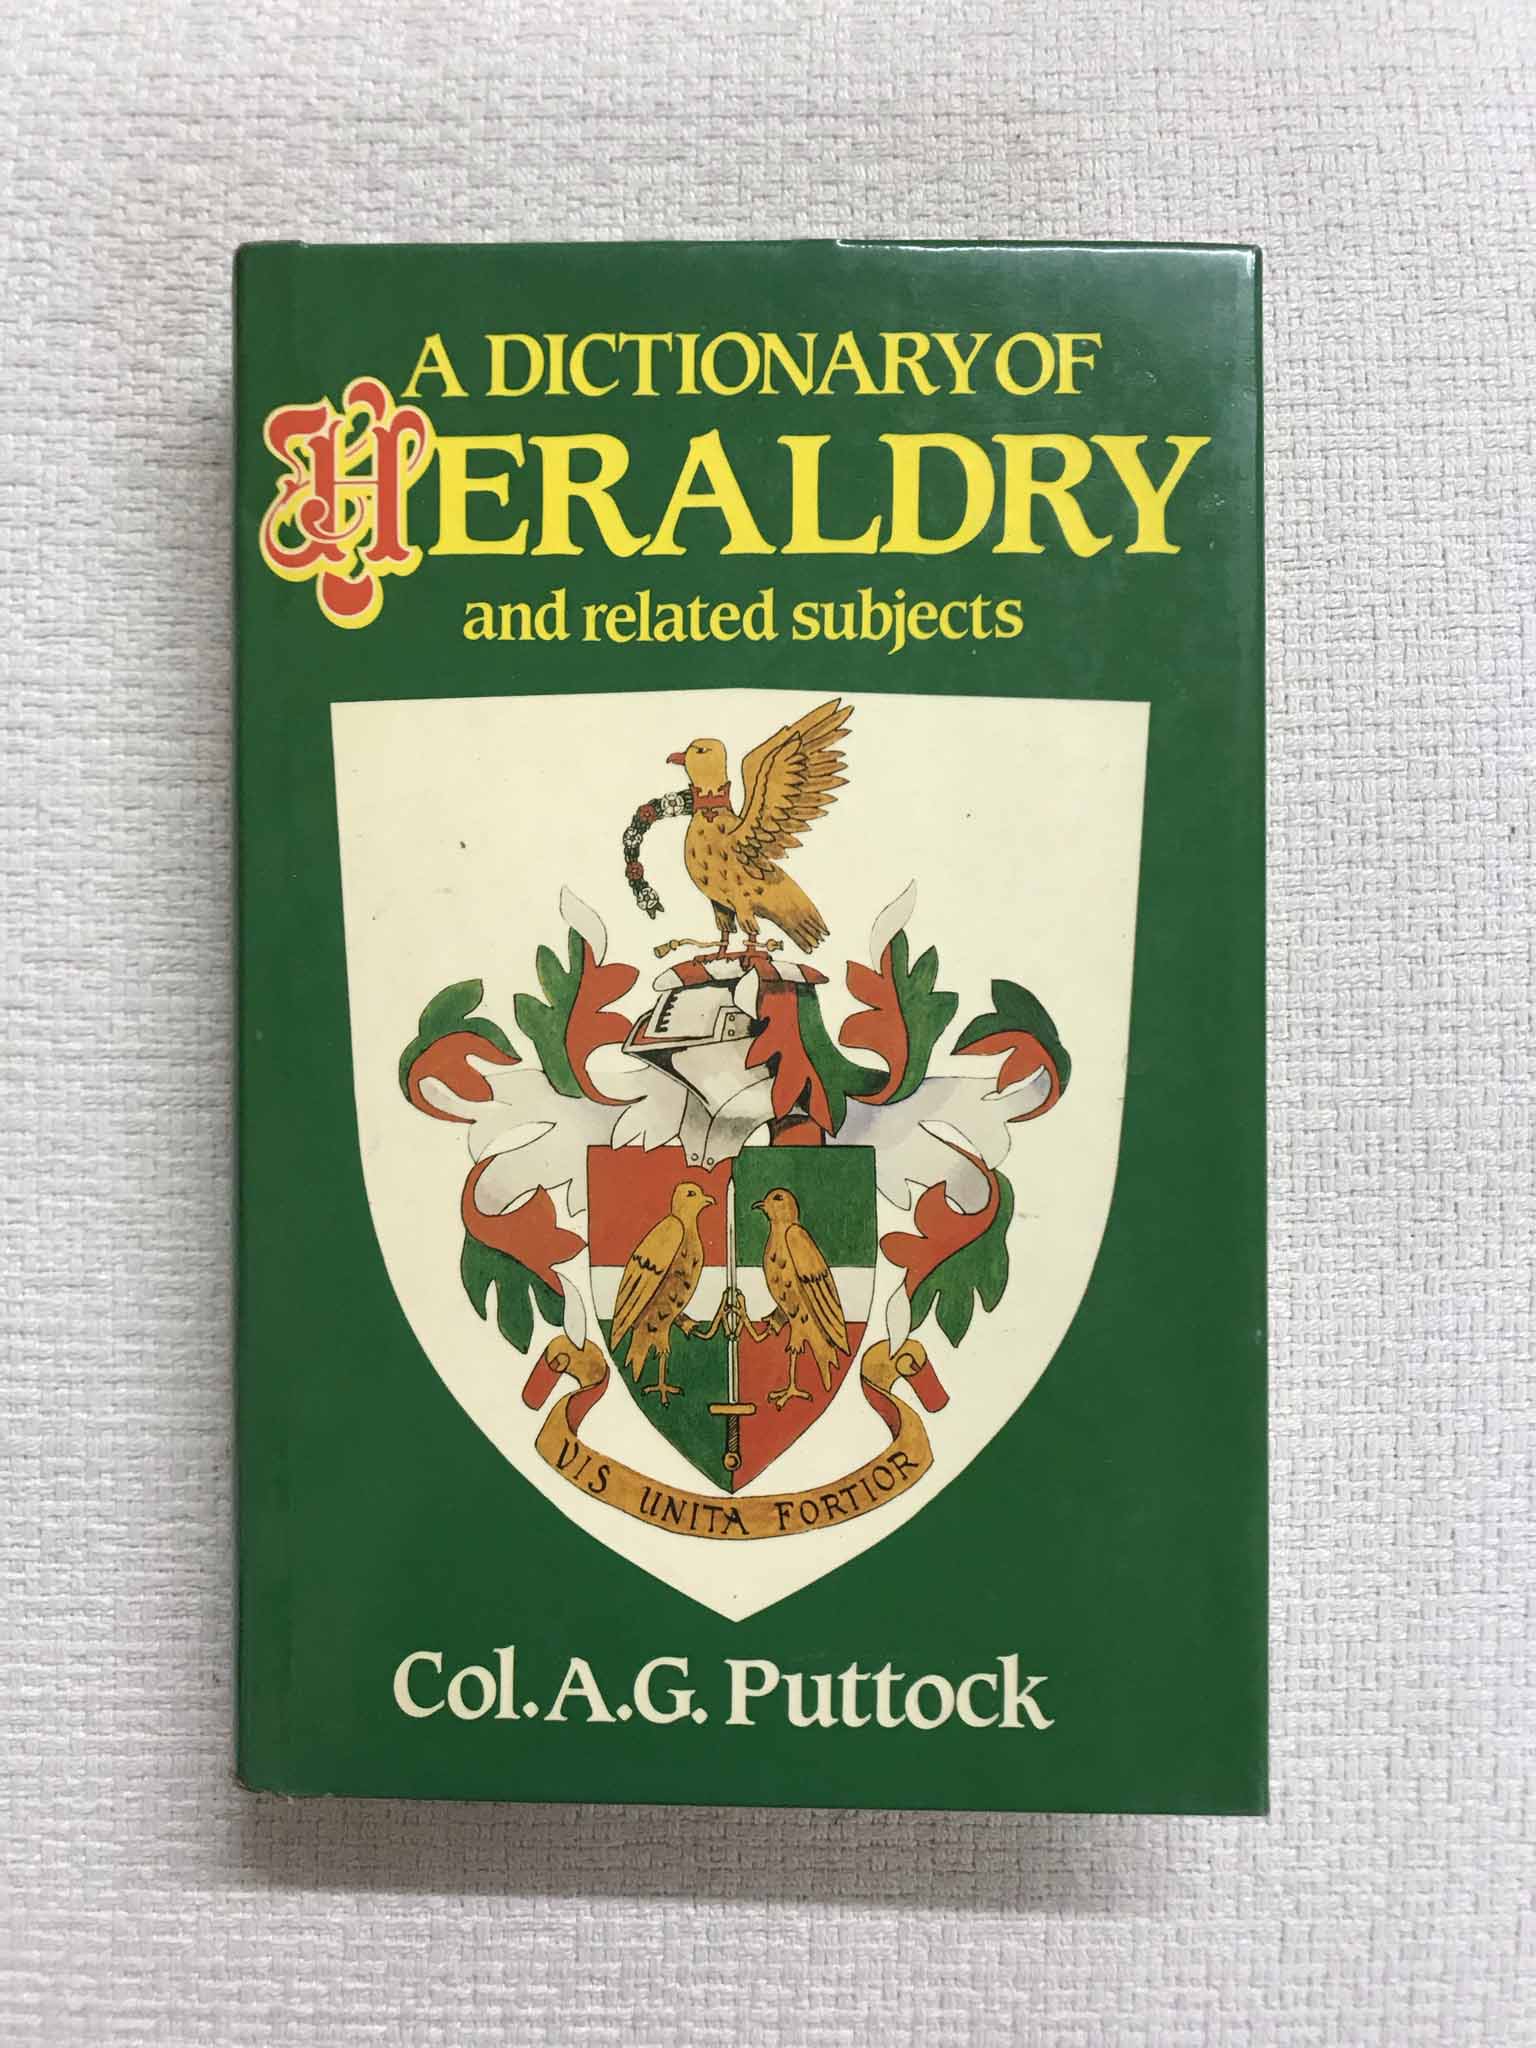 A DICTIONARY OF
HERALDRY
and related subjects
VIS UNITA FORTIOR
Col. A.G. Puttock